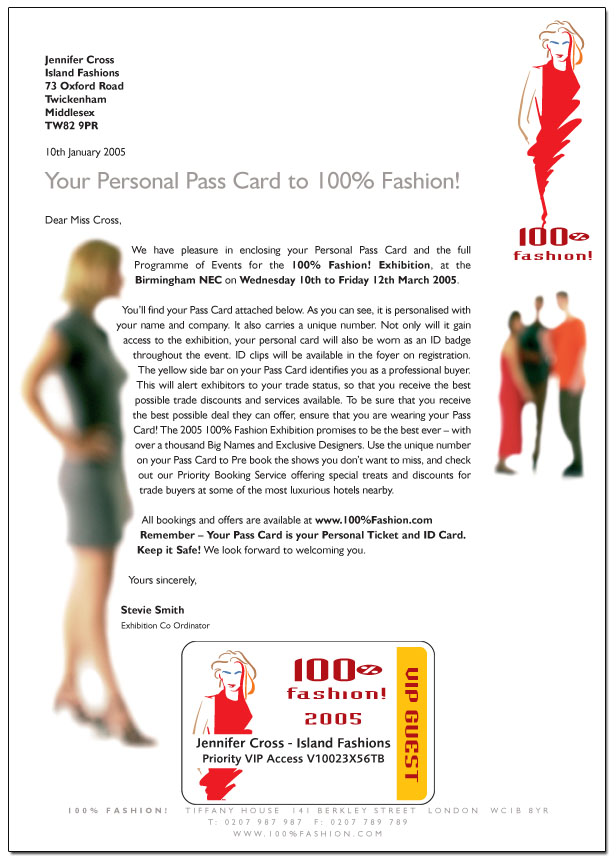 Jennifer Cross
Island Fashions
73 Oxford Road
Twickenham
Middlesex
TW82 9PR
10th January 2005
100%
fashion!
Your Personal Pass Card to 100% Fashion!
Dear Miss Cross,
We have pleasure in enclosing your Personal Pass Card and the full
Programme of Events for the 100% Fashion! Exhibition, at the
Birmingham NEC on Wednesday 10th to Friday 12th March 2005.
You'll find your Pass Card attached below. As you can see, it is personalised with
your name and company. It also carries a unique number. Not only will it gain
access to the exhibition, your personal card will also be worn as an ID badge
throughout the event. ID clips will be available in the foyer on registration.
The yellow side bar on your Pass Card identifies you as a professional buyer.
This will alert exhibitors to your trade status, so that you receive the best
possible trade discounts and services available. To be sure that you receive
the best possible deal they can offer, ensure that you are wearing your Pass
Card! The 2005 100% Fashion Exhibition promises to be the best ever – with
over a thousand Big Names and Exclusive Designers. Use the unique number
on your Pass Card to Pre book the shows you don't want to miss, and check
out our Priority Booking Service offering special treats and discounts for
trade buyers at some of the most luxurious hotels nearby.
All bookings and offers are available at www.100%Fashion.com
Remember – Your Pass Card is your Personal Ticket and ID Card.
Keep it Safe! We look forward to welcoming you.
Yours sincerely,
Stevie Smith
Exhibition Co Ordinator
100%
fashion!
2005
Jennifer Cross - Island Fashions
Priority VIP Access V10023X56TB
VIP GUEST
100% FASHION! TIFFANY HOUSE 141 BERKLEY STREET LONDON WC1B 8YR
T: 0207 987 987 F: 0207 789 789
WWW.100%FASHION.COM